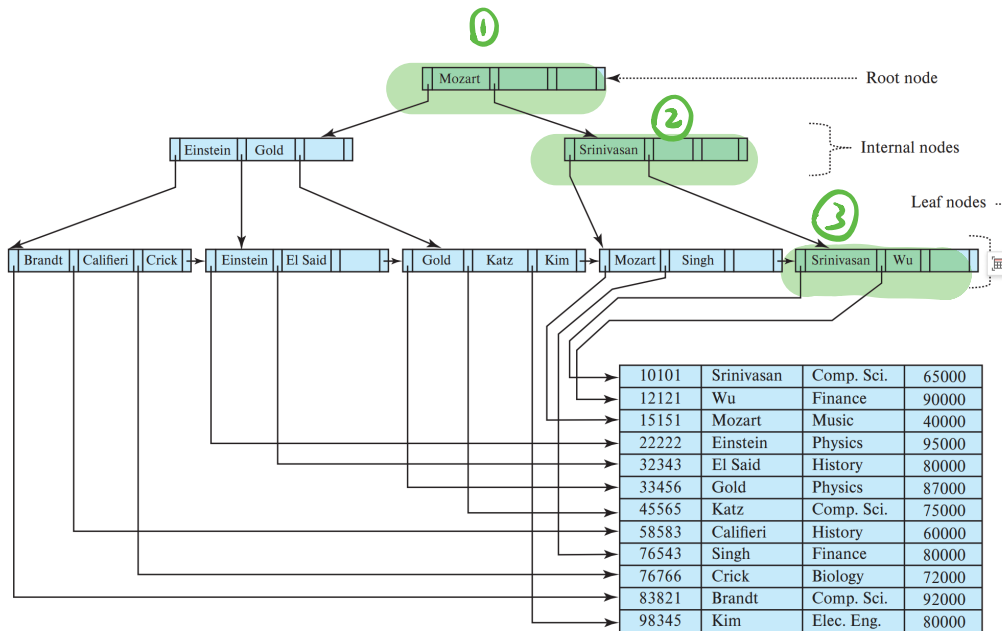 1
Mozart
Root node
2
Einstein Gold
Srinivasan
Internal nodes
Leaf nodes
3
Brandt Califieri Crick
Einstein El Said
Gold Katz Kim
Mozart Singh
Srinivasan Wu
10101 Srinivasan Comp. Sci. 65000
12121 Wu Finance 90000
15151 Mozart Music 40000
22222 Einstein Physics 95000
32343 El Said History 80000
33456 Gold Physics 87000
45565 Katz Comp. Sci. 75000
58583 Califieri History 60000
76543 Singh Finance 80000
76766 Crick Biology 72000
83821 Brandt Comp. Sci. 92000
98345 Kim Elec. Eng. 80000